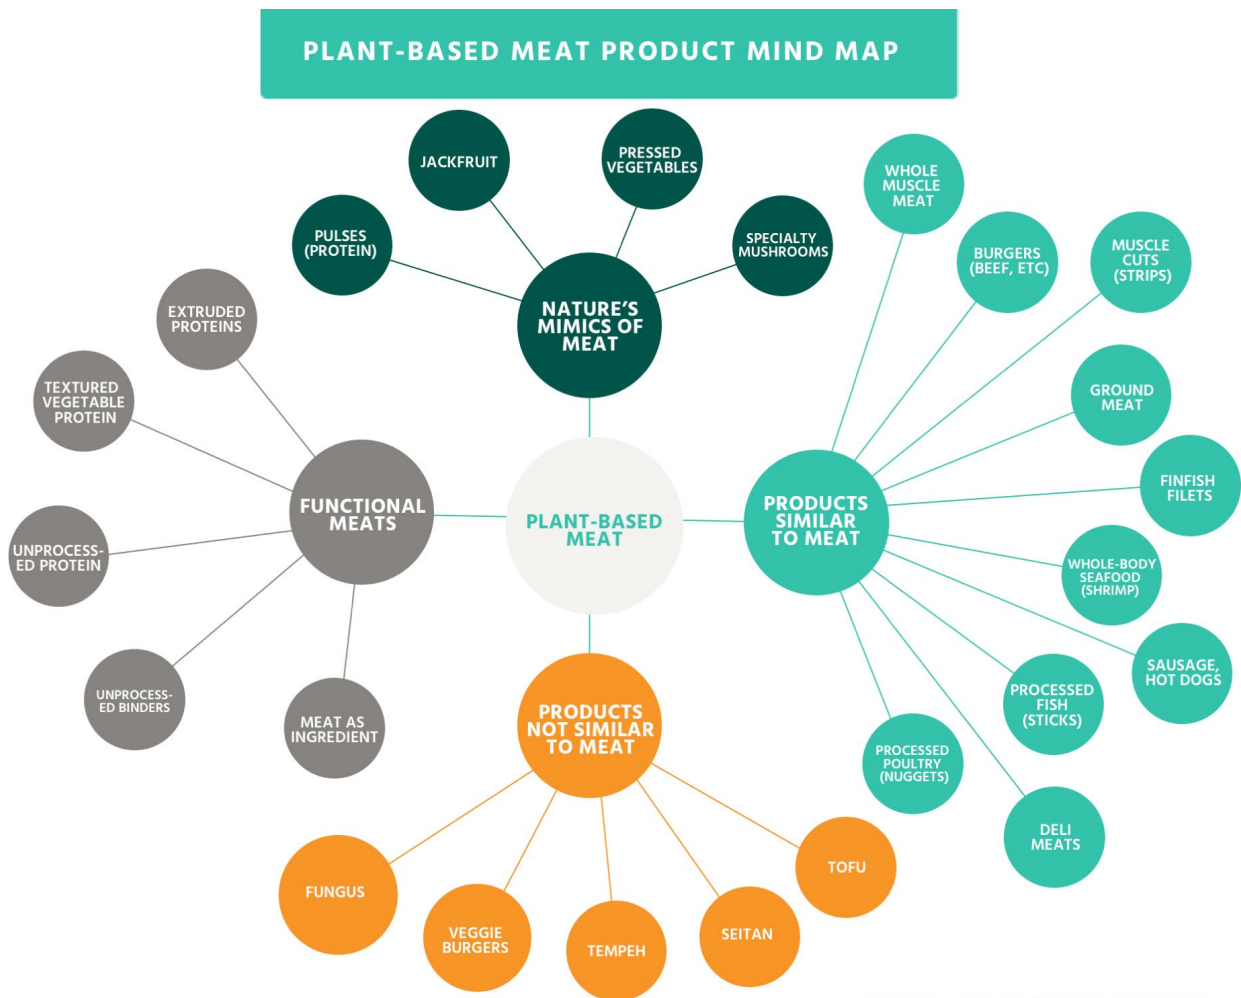 PLANT-BASED MEAT PRODUCT MIND MAP
JACKFRUIT
PRESSED
VEGETABLES
PULSES
(PROTEIN)
SPECIALTY
MUSHROOMS
NATURE'S
MIMICS OF
MEAT
WHOLE
MUSCLE
MEAT
BURGERS
(BEEF, ETC)
MUSCLE
CUTS
(STRIPS)
GROUND
MEAT
FINFISH
FILETS
WHOLE-BODY
SEAFOOD
(SHRIMP)
SAUSAGE,
HOT DOGS
PROCESSED
FISH
(STICKS)
DELI
MEATS
PROCESSED
POULTRY
(NUGGETS)
PRODUCTS
SIMILAR
TO MEAT
PLANT-BASED
MEAT
EXTRUDED
PROTEINS
TEXTURED
VEGETABLE
PROTEIN
FUNCTIONAL
MEATS
UNPROCESS-
ED PROTEIN
UNPROCESS-
ED BINDERS
MEAT AS
INGREDIENT
PRODUCTS
NOT SIMILAR
TO MEAT
FUNGUS
VEGGIE
BURGERS
TEMPEH
SEITAN
TOFU